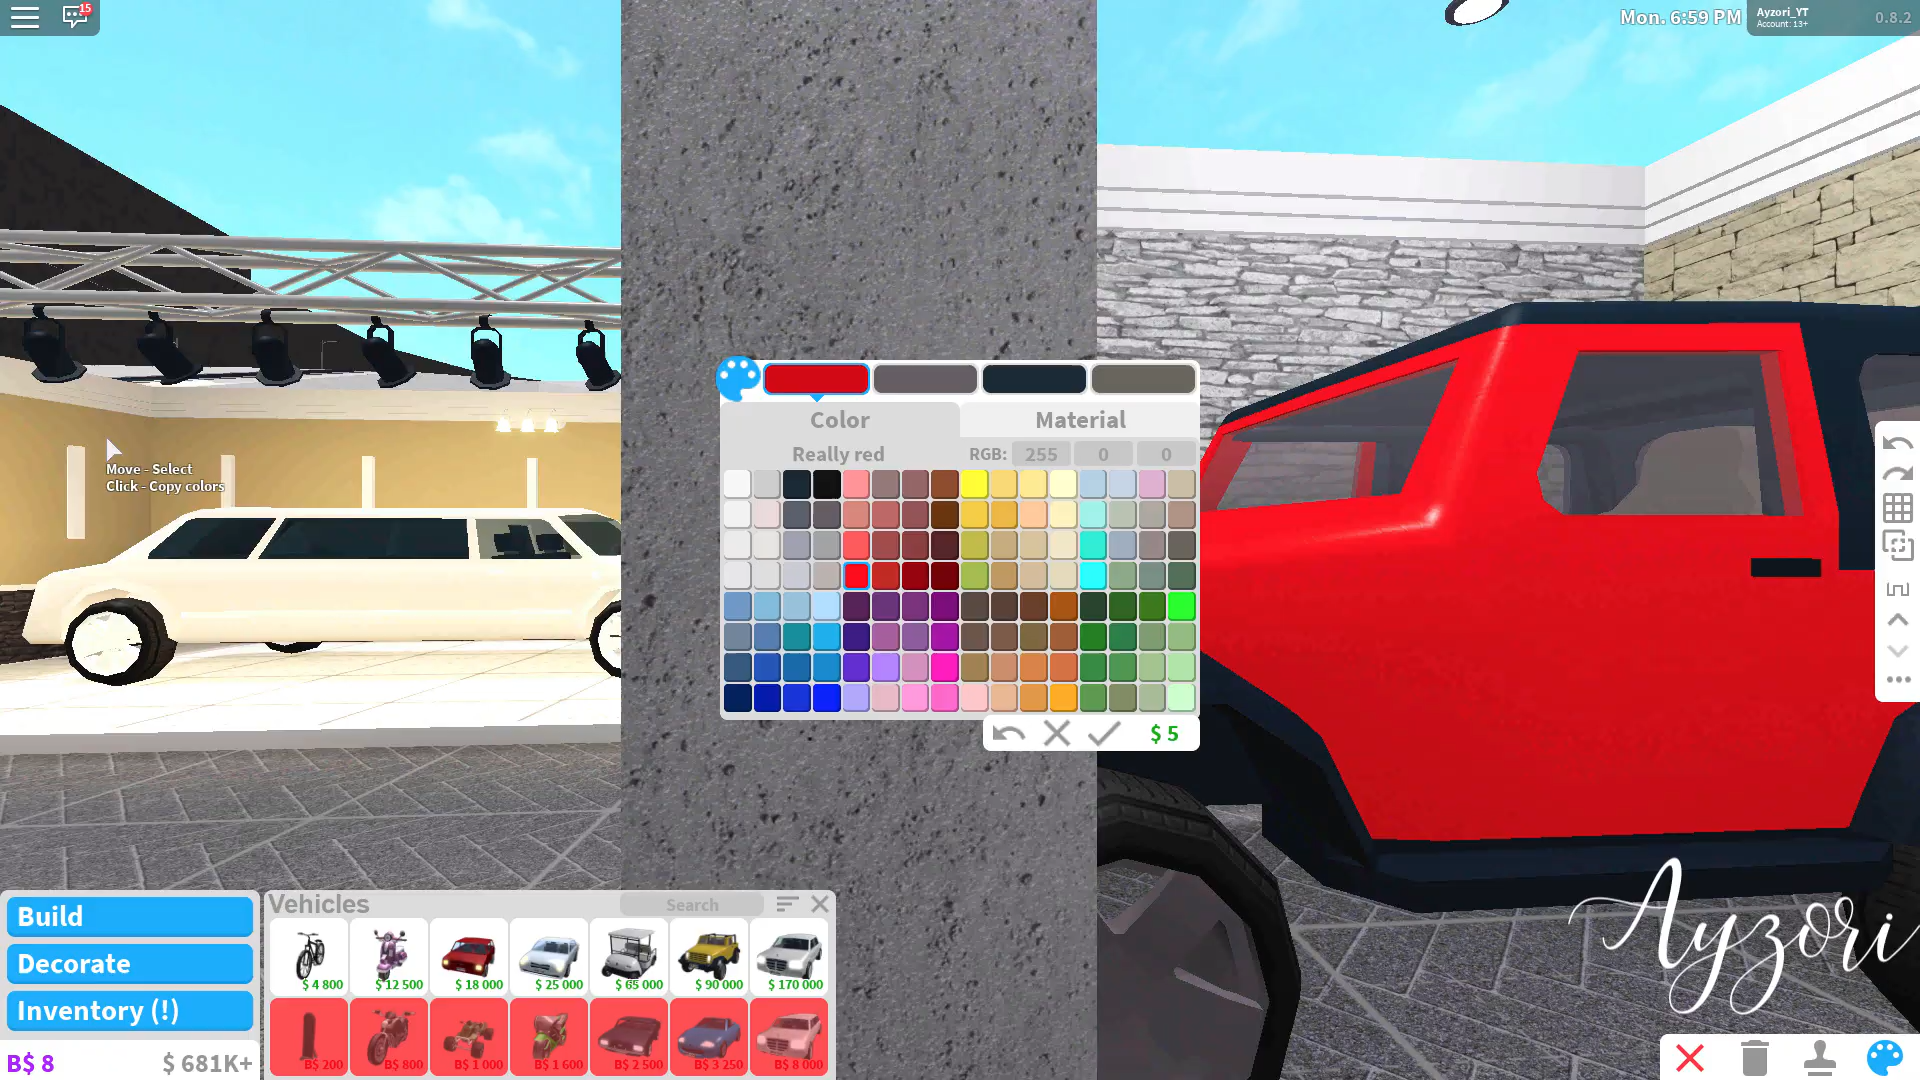 15
Mon. 6:59 PM
Ayzori_YT
Account: 13+
0.8.2
Move - Select
Click - Copy colors
Color
Material
Really red
RGB: 255 0 0
$ 5
Build
Decorate
Inventory (!)
B$ 8
$ 681K+
Vehicles
Search
$ 4 800
$ 12 500
$ 18 000
$ 25 000
$ 65 000
$ 90 000
$ 170 000
B$ 200
B$ 800
B$ 1 000
B$ 1 600
B$ 2 500
B$ 3 250
B$ 8 000
Ayzori